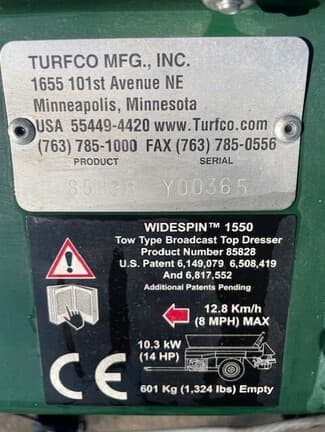 TURFCO MFG., INC.
1655 101st Avenue NE
Minneapolis, Minnesota
USA 55449-4420 www.Turfco.com
(763) 785-1000 FAX (763) 785-0556
PRODUCT SERIAL
Y00365
WIDESPIN™ 1550
Tow Type Broadcast Top Dresser
Product Number 85828
U.S. Patent 6,149,079 6,508,419
And 6,817,552
Additional Patents Pending
12.8 Km/h
(8 MPH) MAX
10.3 kW
(14 HP)
CE
601 Kg (1,324 lbs) Empty